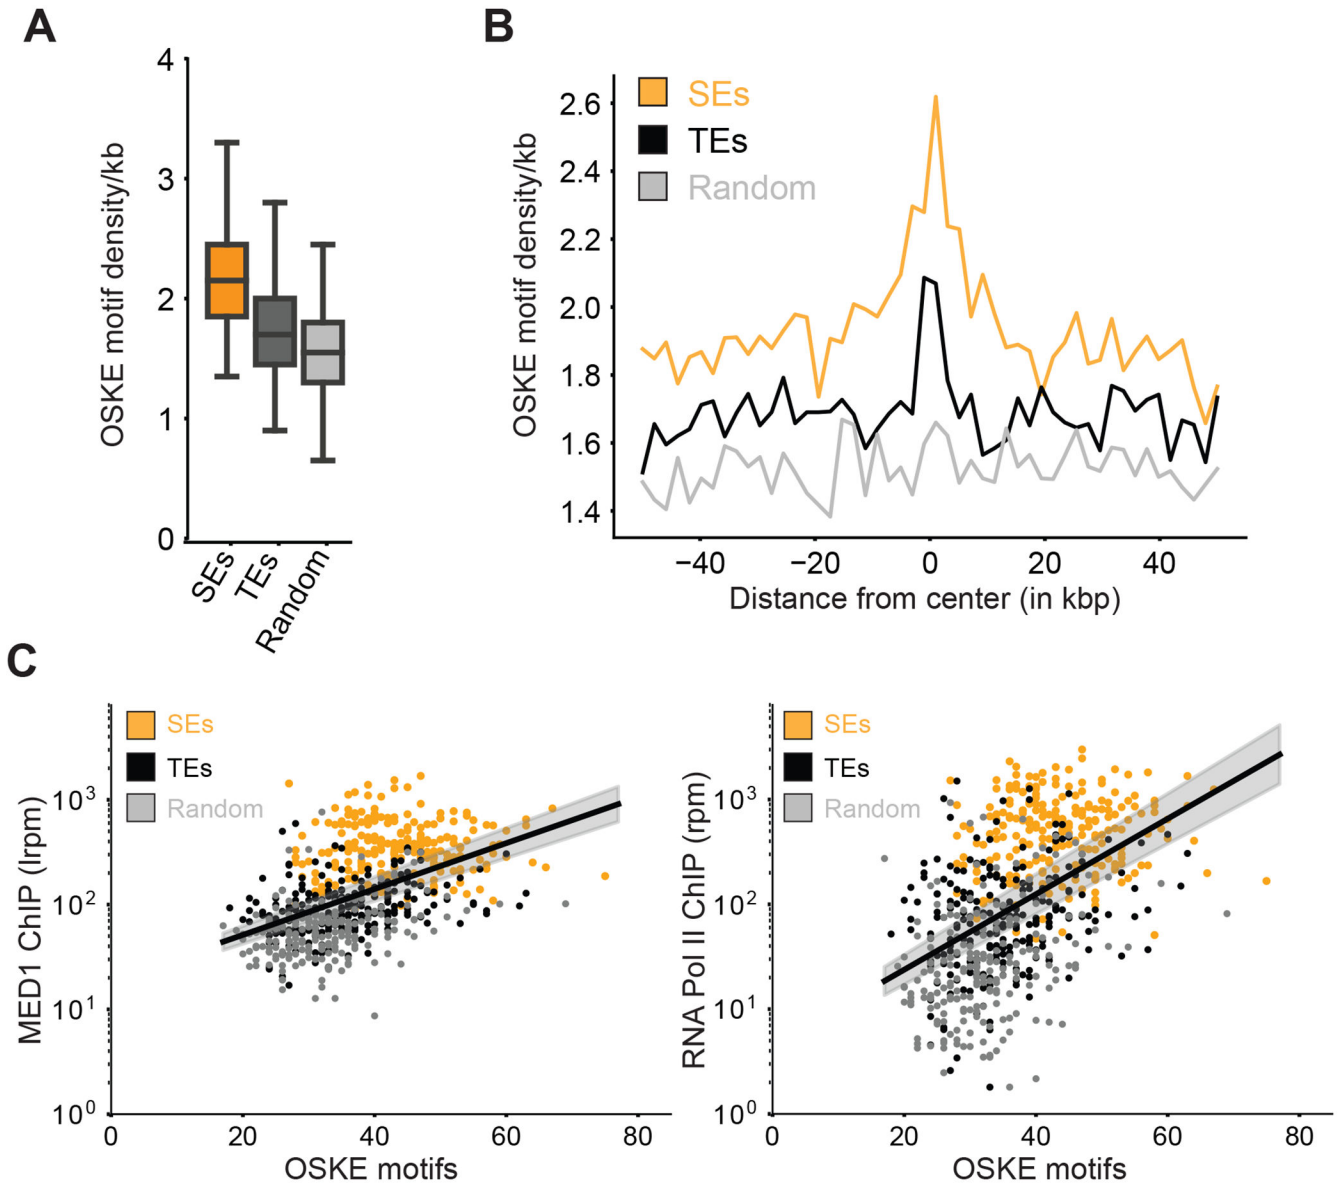 A
OSKE motif density/kb
4
3
2
1
0
SEs
TEs
Random
B
OSKE motif density/kb
2.6
2.4
2.2
2.0
1.8
1.6
1.4
SEs
TEs
Random
−40
−20
0
20
40
Distance from center (in kbp)
C
MED1 ChIP (lrpm)
10³
10²
10¹
10⁰
SEs
TEs
Random
0
20
40
60
80
OSKE motifs
RNA Pol II ChIP (rpm)
10³
10²
10¹
10⁰
SEs
TEs
Random
0
20
40
60
80
OSKE motifs